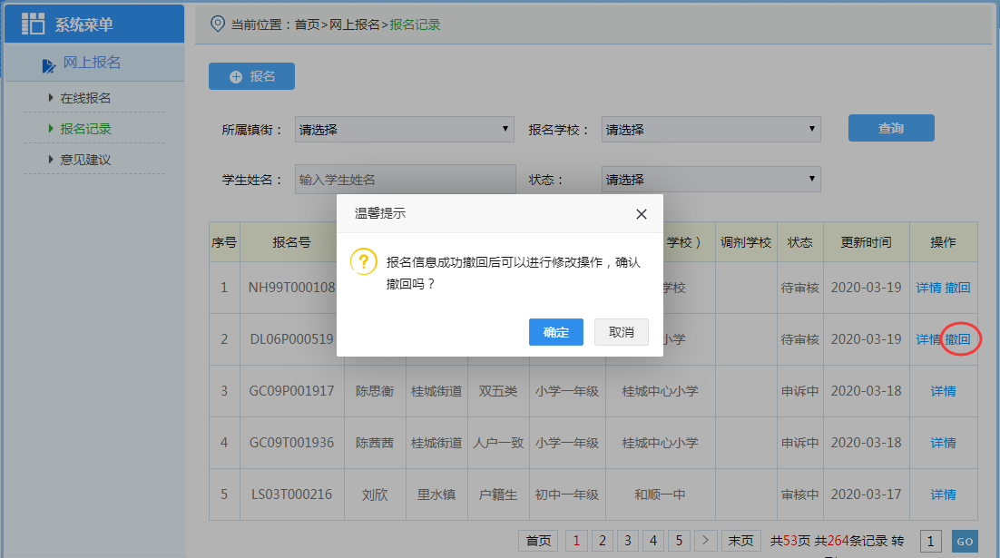 系统菜单
网上报名
在线报名
报名记录
意见建议
当前位置：首页>网上报名>报名记录
报名
所属镇街： 请选择 报名学校： 请选择 查询
学生姓名： 输入学生姓名 状态： 请选择
序号 报名号 学校） 调剂学校 状态 更新时间 操作
1 NH99T000108 学校 待审核 2020-03-19 详情 撤回
2 DL06P000519 小学 待审核 2020-03-19 详情 撤回
3 GC09P001917 陈思衡 桂城街道 双五类 小学一年级 桂城中心小学 申诉中 2020-03-18 详情
4 GC09T001936 陈茜茜 桂城街道 人户一致 小学一年级 桂城中心小学 申诉中 2020-03-18 详情
5 LS03T000216 刘欣 里水镇 户籍生 初中一年级 和顺一中 审核中 2020-03-17 详情
首页 1 2 3 4 5 > 末页 共53页 共264条记录 转 1 GO
温馨提示
报名信息成功撤回后可以进行修改操作，确认
撤回吗？
确定 取消